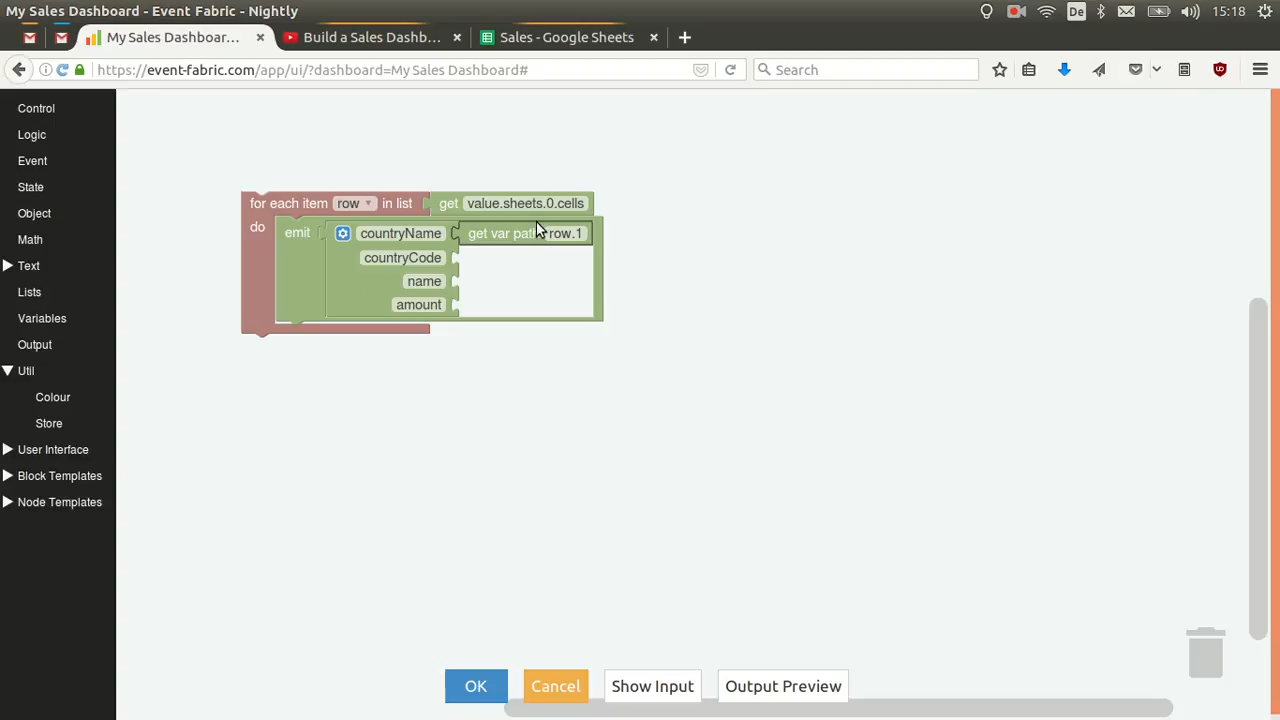 My Sales Dashboard - Event Fabric - Nightly
De
15:18
My Sales Dashboar... ×
Build a Sales Dashb... ×
Sales - Google Sheets ×
https://event-fabric.com/app/ui/?dashboard=My Sales Dashboard#
Search
Control
Logic
Event
State
Object
Math
Text
Lists
Variables
Output
Util
Colour
Store
User Interface
Block Templates
Node Templates
for each item row in list get value.sheets.0.cells
do emit countryName get var path row.1
countryCode
name
amount
OK
Cancel
Show Input
Output Preview